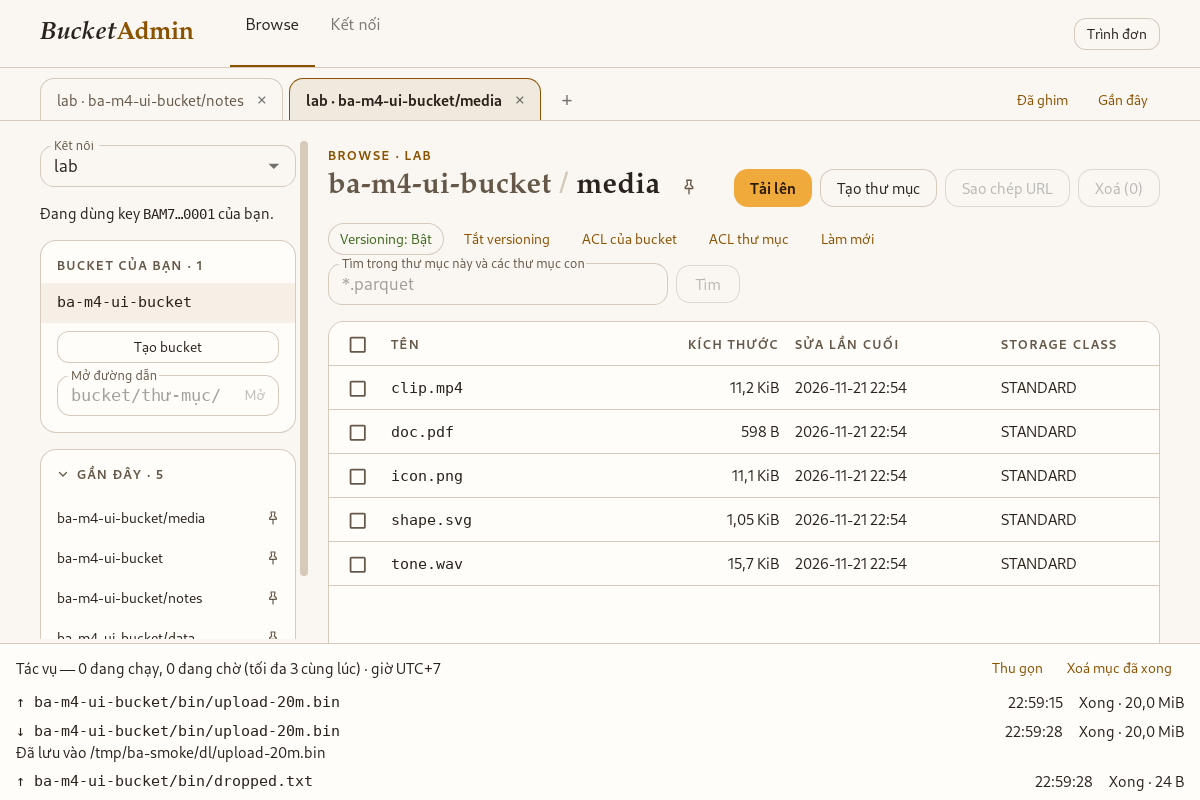 BucketAdmin Browse Kết nối Trình đơn
lab · ba-m4-ui-bucket/notes × lab · ba-m4-ui-bucket/media × + Đã ghim Gần đây
Kết nối
lab
Đang dùng key BAM7…0001 của bạn.
BUCKET CỦA BẠN · 1
ba-m4-ui-bucket
Tạo bucket
Mở đường dẫn
bucket/thư-mục/ Mở
GẦN ĐÂY · 5
ba-m4-ui-bucket/media
ba-m4-ui-bucket
ba-m4-ui-bucket/notes
ba-m4-ui-bucket/data
BROWSE · LAB
ba-m4-ui-bucket / media
Tải lên Tạo thư mục Sao chép URL Xoá (0)
Versioning: Bật Tắt versioning ACL của bucket ACL thư mục Làm mới
Tìm trong thư mục này và các thư mục con
*.parquet Tìm
TÊN KÍCH THƯỚC SỬA LẦN CUỐI STORAGE CLASS
clip.mp4 11,2 KiB 2026-11-21 22:54 STANDARD
doc.pdf 598 B 2026-11-21 22:54 STANDARD
icon.png 11,1 KiB 2026-11-21 22:54 STANDARD
shape.svg 1,05 KiB 2026-11-21 22:54 STANDARD
tone.wav 15,7 KiB 2026-11-21 22:54 STANDARD
Tác vụ — 0 đang chạy, 0 đang chờ (tối đa 3 cùng lúc) · giờ UTC+7 Thu gọn Xoá mục đã xong
↑ ba-m4-ui-bucket/bin/upload-20m.bin 22:59:15 Xong · 20,0 MiB
↓ ba-m4-ui-bucket/bin/upload-20m.bin 22:59:28 Xong · 20,0 MiB
Đã lưu vào /tmp/ba-smoke/dl/upload-20m.bin
↑ ba-m4-ui-bucket/bin/dropped.txt 22:59:28 Xong · 24 B